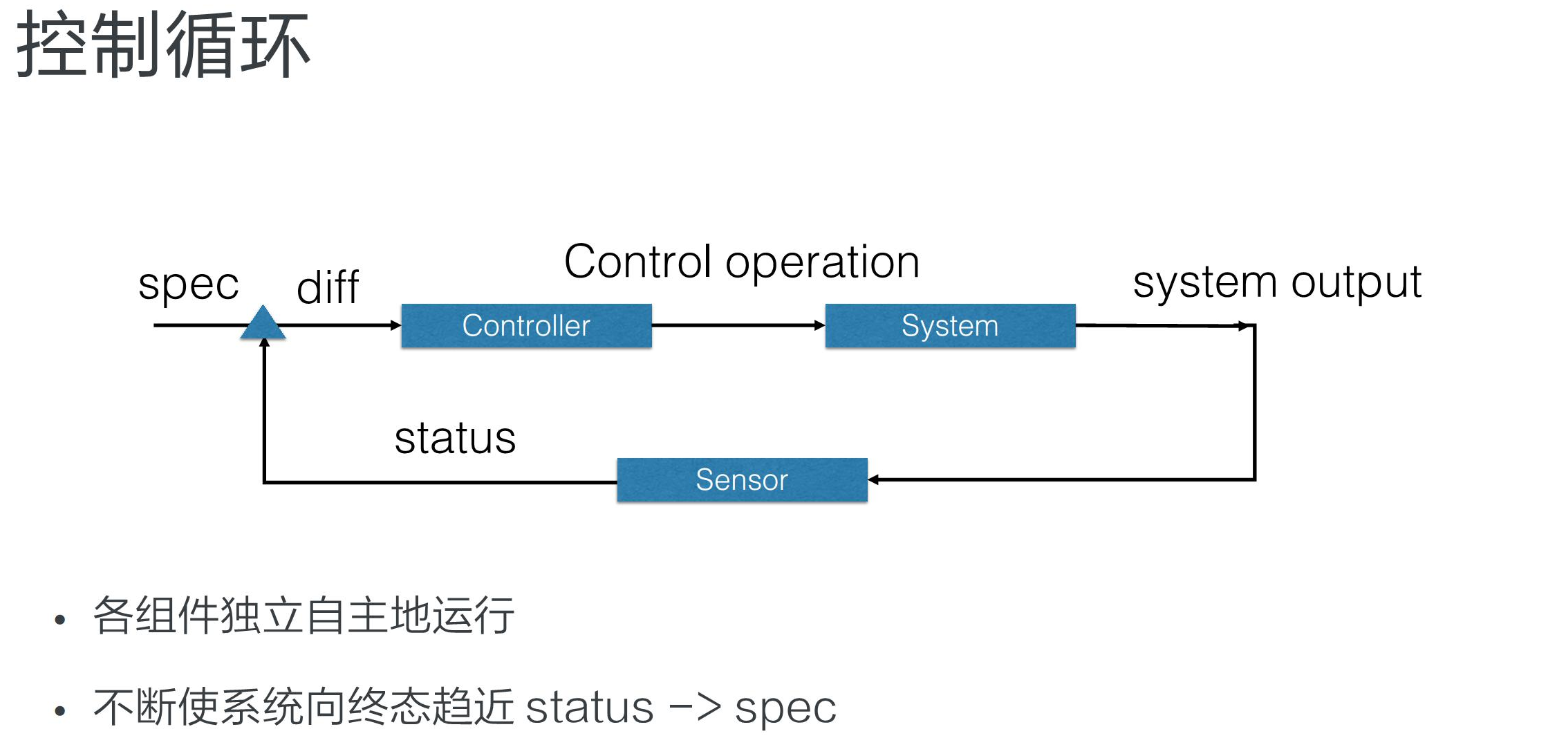 控制循环
Control operation
spec
diff
system output
Controller
System
status
Sensor
• 各组件独立自主地运行
• 不断使系统向终态趋近 status –> spec